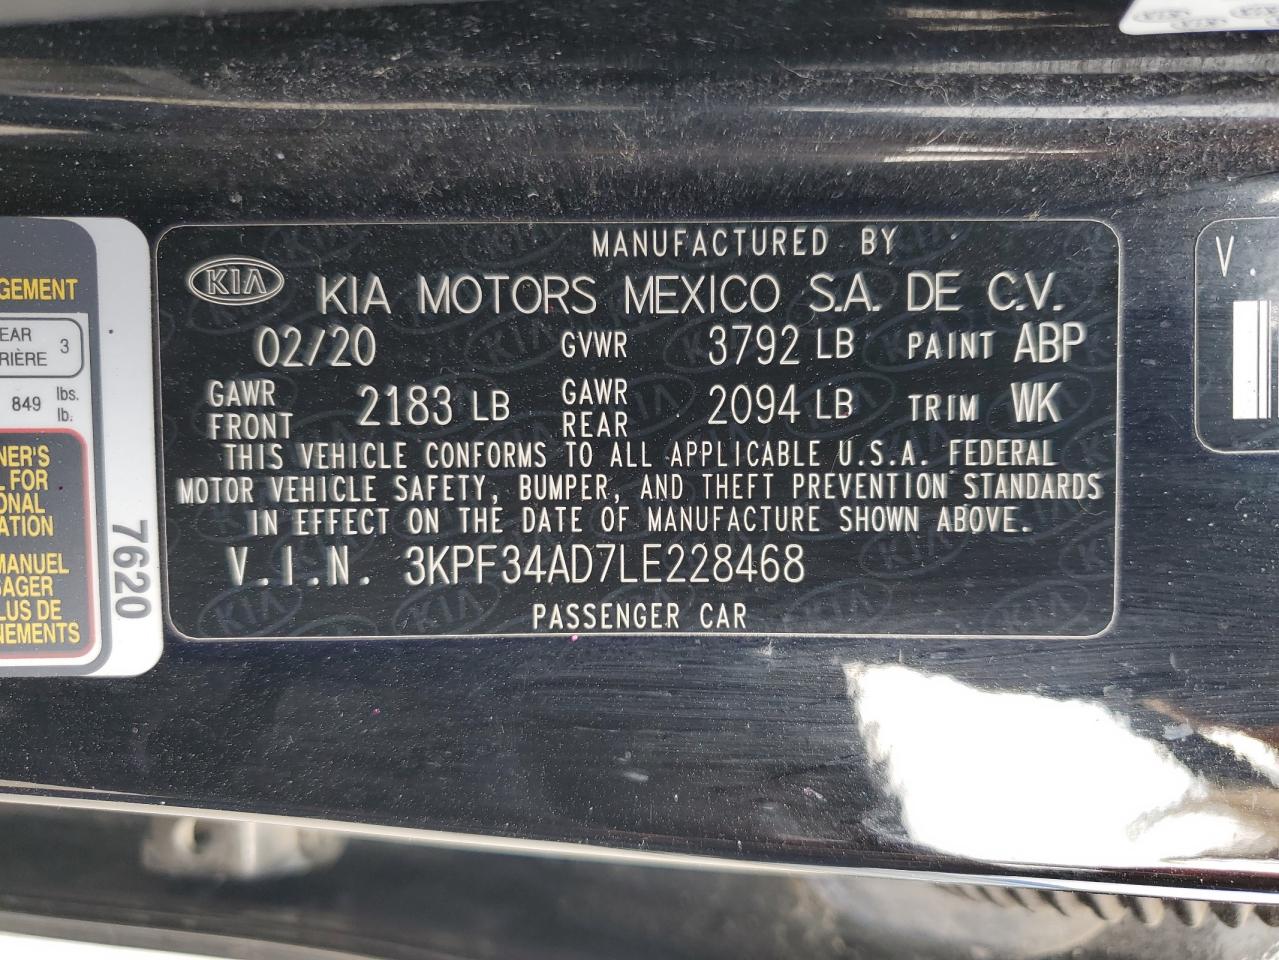 MANUFACTURED BY
KIA
KIA MOTORS MEXICO S.A. DE C.V.
02/20 GVWR 3792 LB PAINT ABP
GAWR FRONT 2183 LB GAWR REAR 2094 LB TRIM WK
THIS VEHICLE CONFORMS TO ALL APPLICABLE U.S.A. FEDERAL
MOTOR VEHICLE SAFETY, BUMPER, AND THEFT PREVENTION STANDARDS
IN EFFECT ON THE DATE OF MANUFACTURE SHOWN ABOVE.
V.I.N. 3KPF34AD7LE228468
PASSENGER CAR
GEMENT
EAR
RIÈRE 3
849 lbs.
lb.
NER'S
L FOR
ONAL
ATION
MANUEL
SAGER
LUS DE
NEMENTS
7620
V.